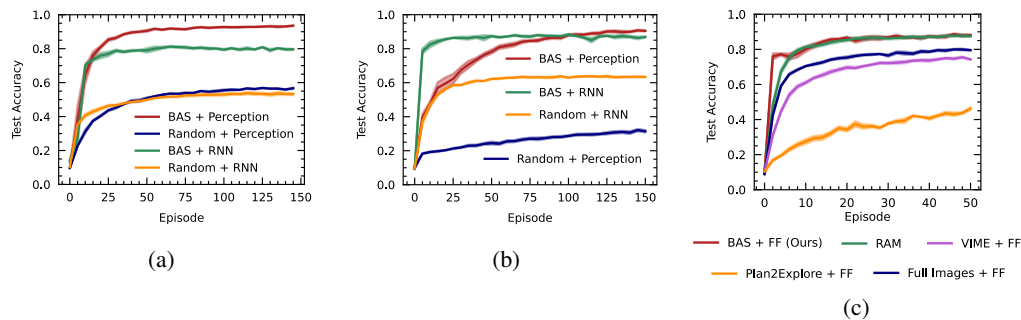 1.0
0.8
0.6
0.4
0.2
0.0
Test Accuracy
BAS + Perception
Random + Perception
BAS + RNN
Random + RNN
0 25 50 75 100 125 150
Episode
(a)
1.0
0.8
0.6
0.4
0.2
0.0
Test Accuracy
BAS + Perception
BAS + RNN
Random + RNN
Random + Perception
0 25 50 75 100 125 150
Episode
(b)
1.0
0.8
0.6
0.4
0.2
0.0
Test Accuracy
0 10 20 30 40 50
Episode
BAS + FF (Ours) RAM VIME + FF
Plan2Explore + FF Full Images + FF
(c)